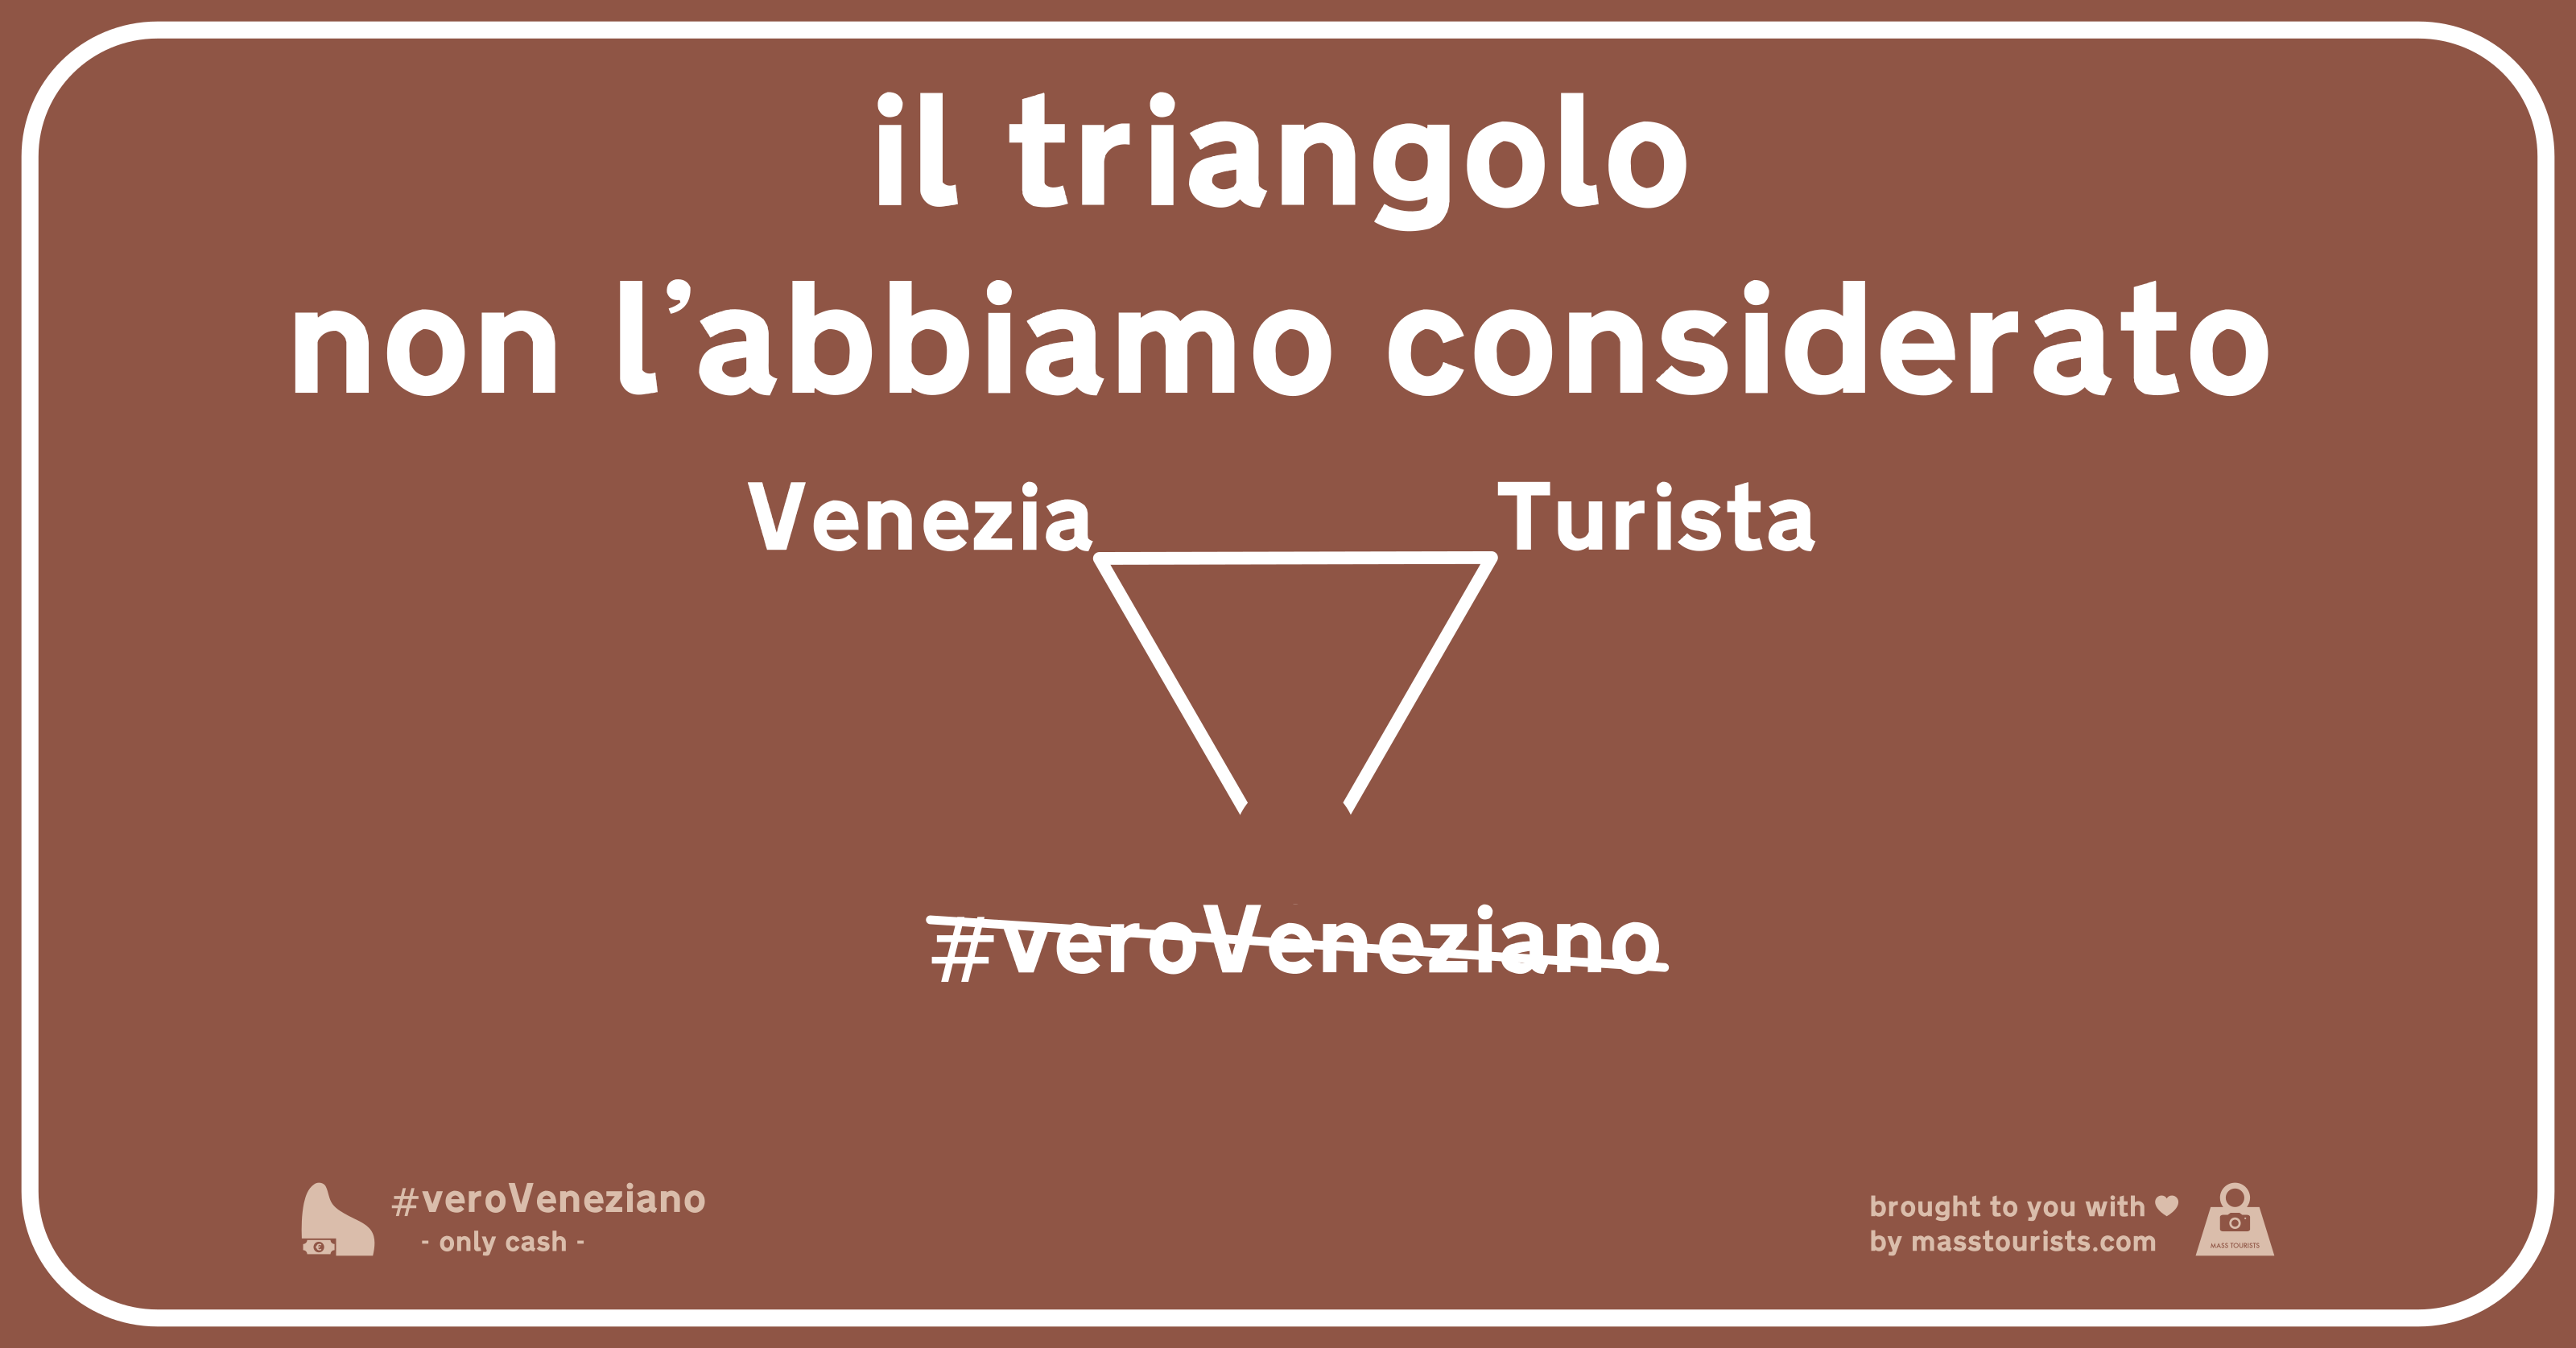 il triangolo
non l’abbiamo considerato
Venezia
Turista
#veroVeneziano
#veroVeneziano
- only cash -
brought to you with
by masstourists.com
MASS TOURISTS
€